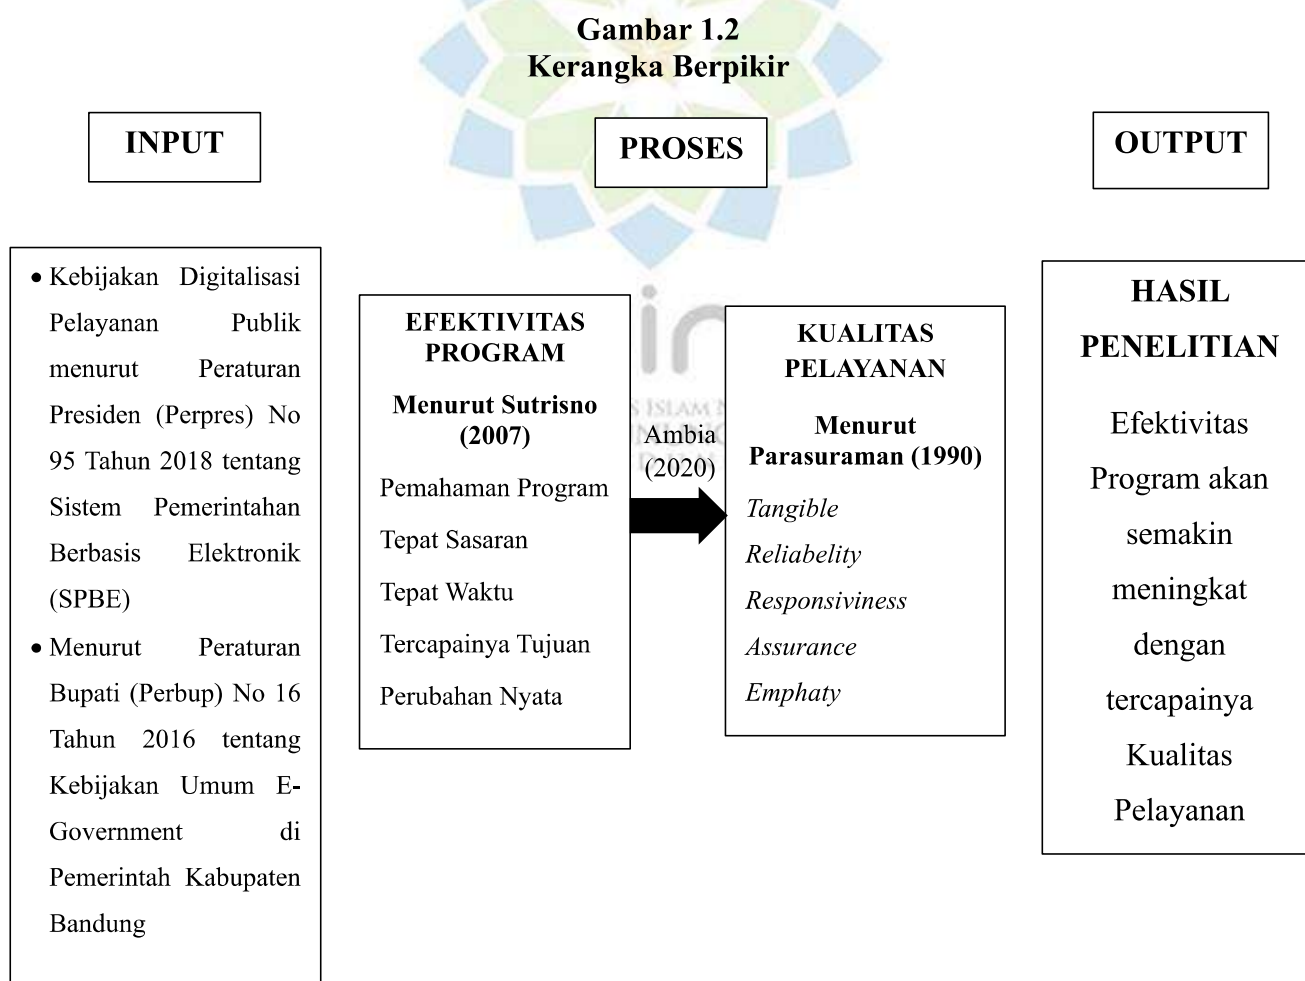 Gambar 1.2
Kerangka Berpikir
INPUT
PROSES
OUTPUT
• Kebijakan Digitalisasi
Pelayanan Publik
menurut Peraturan
Presiden (Perpres) No
95 Tahun 2018 tentang
Sistem Pemerintahan
Berbasis Elektronik
(SPBE)
• Menurut Peraturan
Bupati (Perbup) No 16
Tahun 2016 tentang
Kebijakan Umum E-
Government di
Pemerintah Kabupaten
Bandung
EFEKTIVITAS
PROGRAM
Menurut Sutrisno
(2007)
Pemahaman Program
Tepat Sasaran
Tepat Waktu
Tercapainya Tujuan
Perubahan Nyata
Ambia
(2020)
KUALITAS
PELAYANAN
Menurut
Parasuraman (1990)
Tangible
Reliabelity
Responsiviness
Assurance
Emphaty
HASIL
PENELITIAN
Efektivitas
Program akan
semakin
meningkat
dengan
tercapainya
Kualitas
Pelayanan